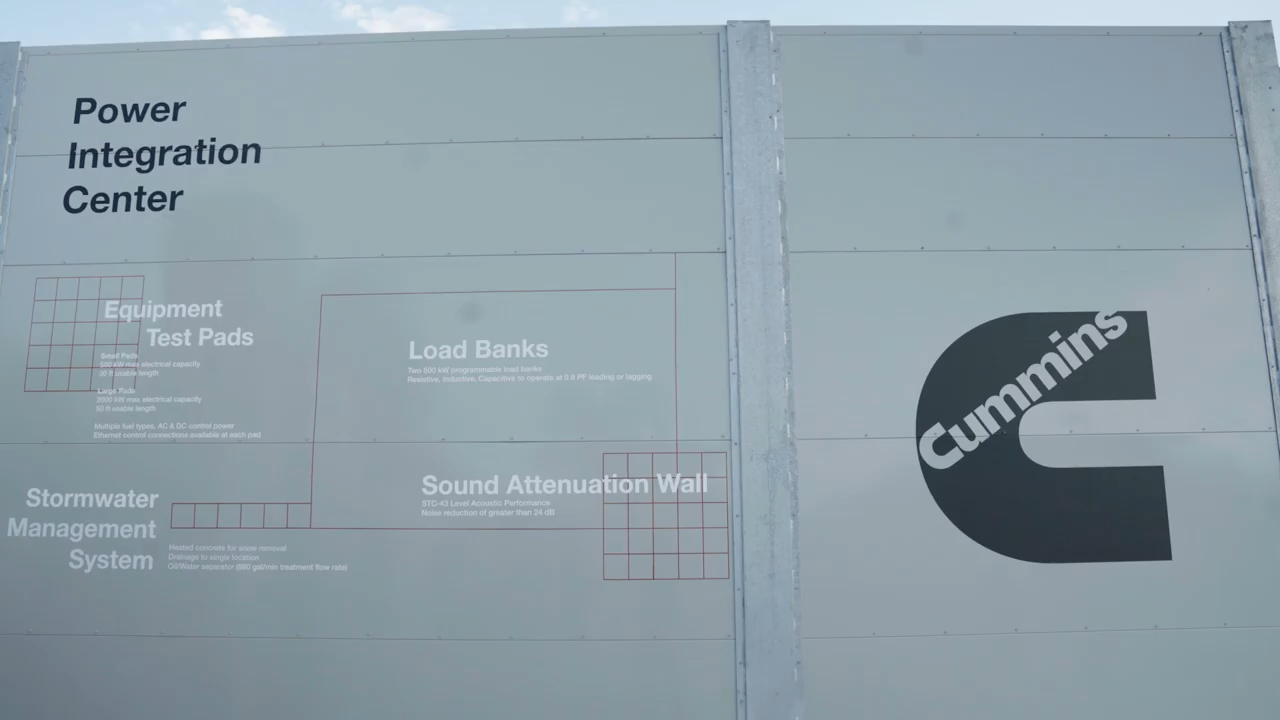 Power
Integration
Center
Equipment
Test Pads
Small Pads
500 kW max electrical capacity
30 ft usable length
Large Pads
2000 kW max electrical capacity
50 ft usable length
Multiple fuel types, AC & DC control power
Ethernet control connections available at each pad
Load Banks
Two 800 kW programmable load banks
Resistive, Inductive, Capacitive to operate at 0.8 PF leading or lagging
Sound Attenuation Wall
STC-43 Level Acoustic Performance
Noise reduction of greater than 24 dB
Stormwater
Management
System
Heated concrete for snow removal
Drainage to single location
Oil/Water separator (880 gal/min treatment flow rate)
Cummins